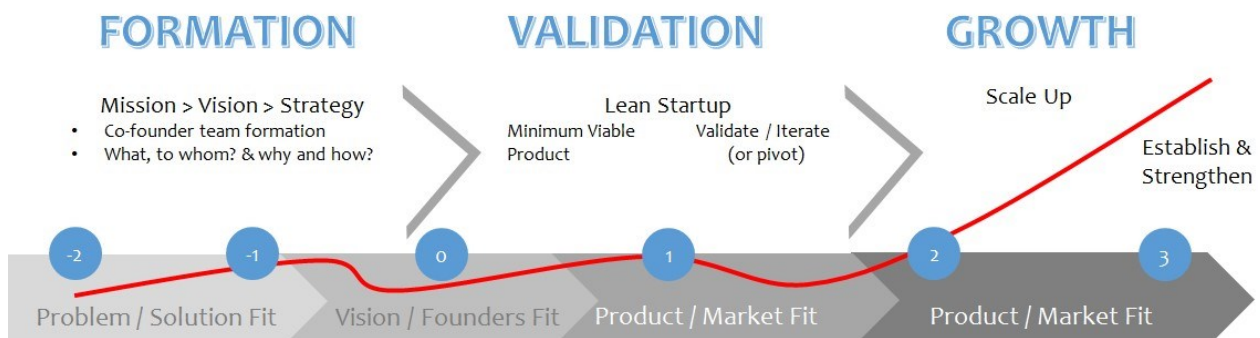 FORMATION
VALIDATION
GROWTH
Mission > Vision > Strategy
• Co-founder team formation
• What, to whom? & why and how?
Lean Startup
Minimum Viable
Product
Validate / Iterate
(or pivot)
Scale Up
Establish &
Strengthen
-2
-1
0
1
2
3
Problem / Solution Fit
Vision / Founders Fit
Product / Market Fit
Product / Market Fit